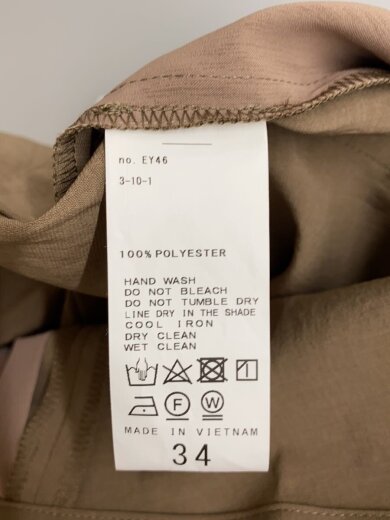 no. EY46
3-10-1
100% POLYESTER
HAND WASH
DO NOT BLEACH
DO NOT TUMBLE DRY
LINE DRY IN THE SHADE
COOL IRON
DRY CLEAN
WET CLEAN
F W
MADE IN VIETNAM
34